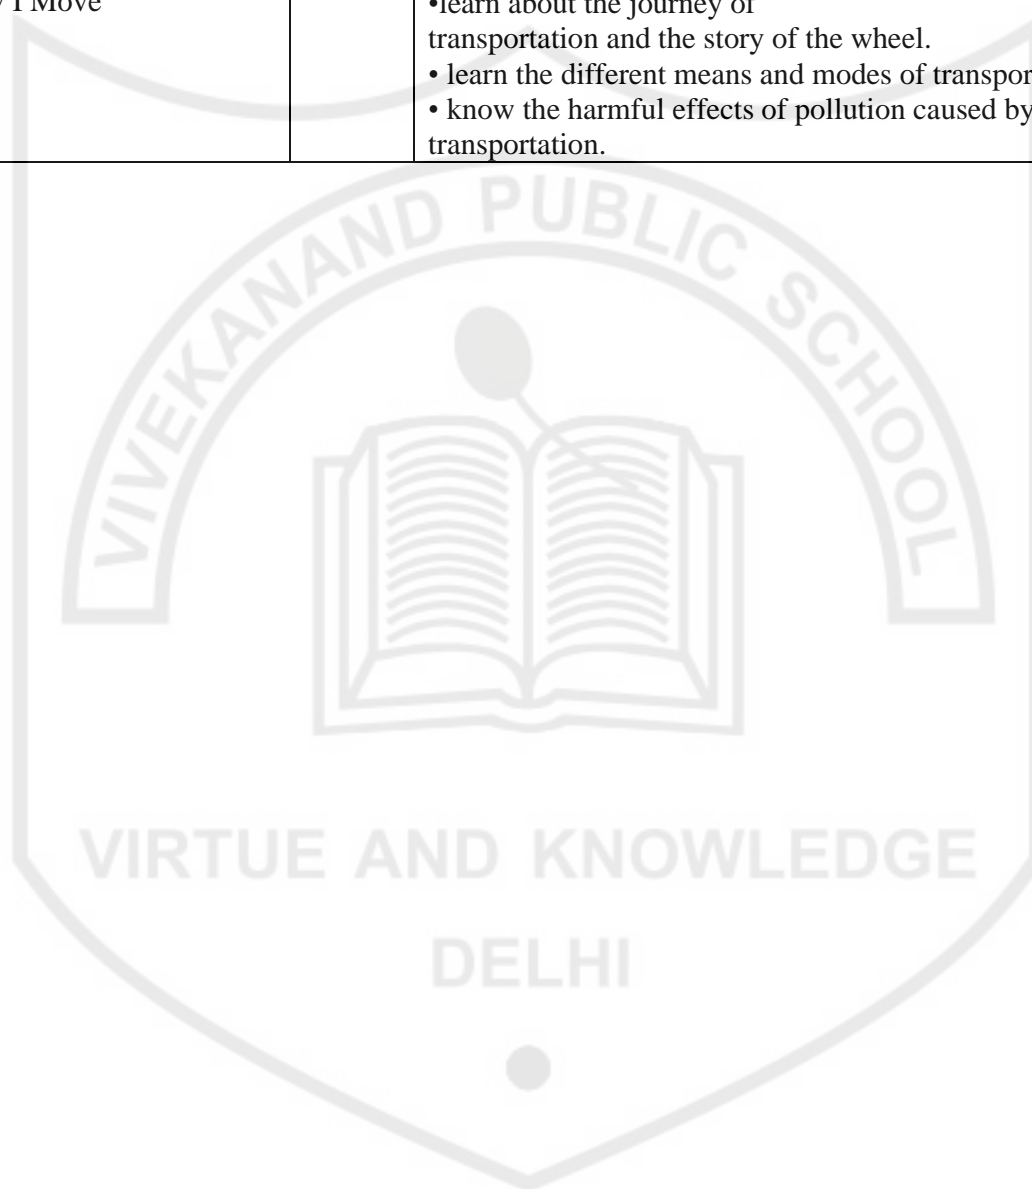 I Move
•learn about the journey of
transportation and the story of the wheel.
• learn the different means and modes of
• know the harmful effects of pollution caused by
transportation.
VIVEKANAND PUBLIC SCHOOL
VIRTUE AND KNOWLEDGE
DELHI